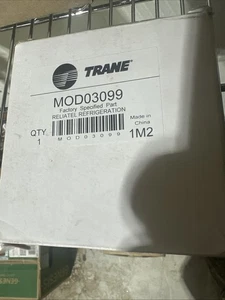 TRANE
MOD03099
Factory Specified Part
RELIATEL REFRIGERATION
QTY
1
MOD03099
Made in
China
1M2